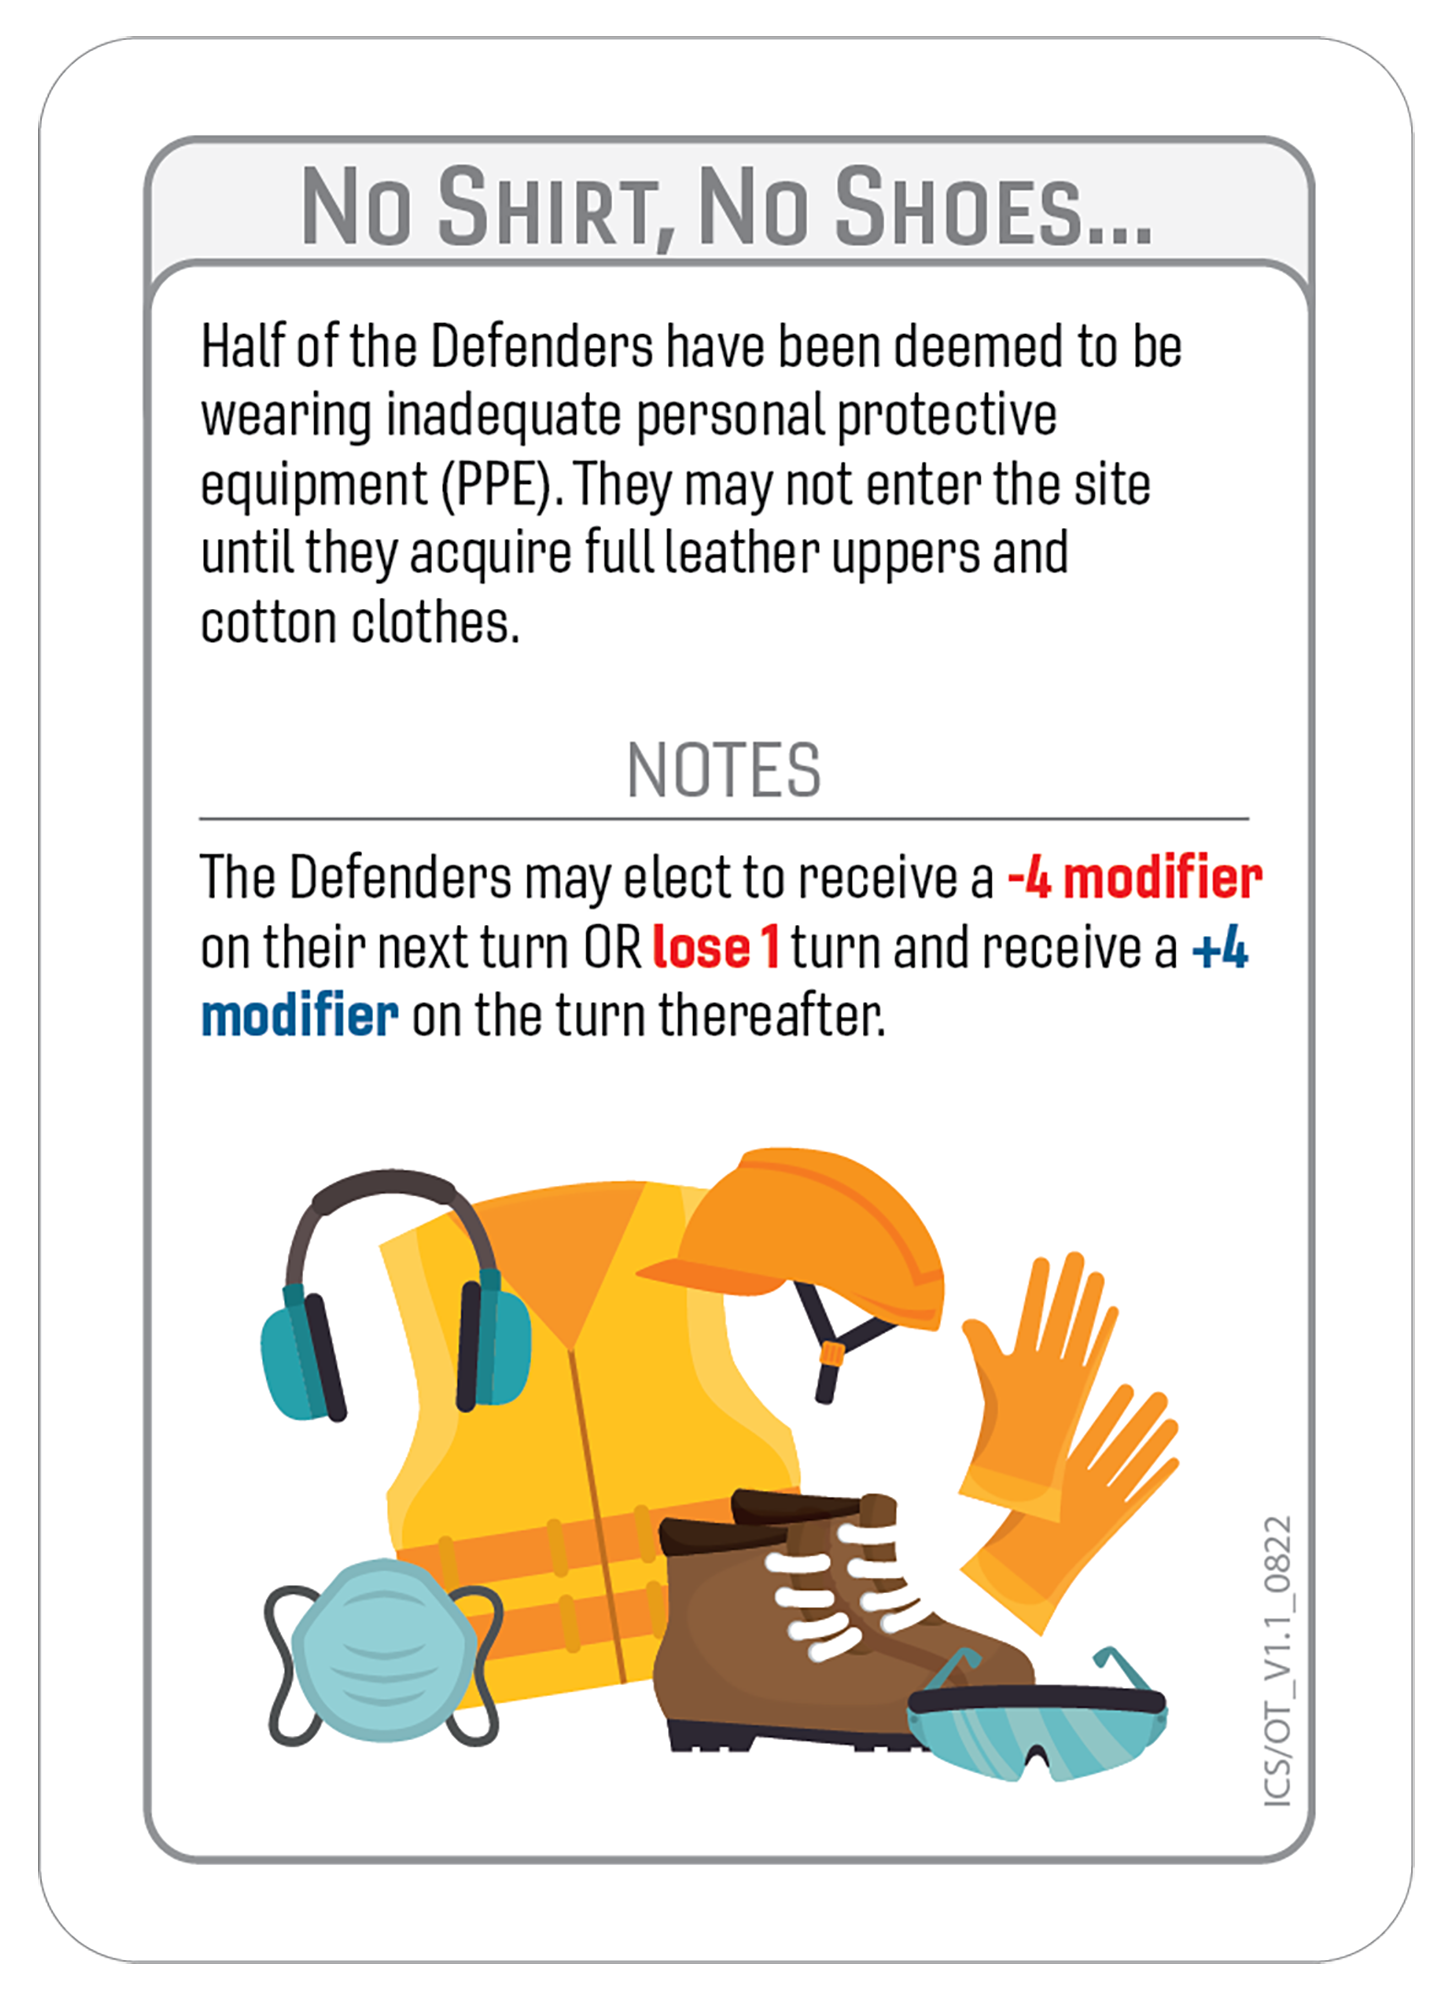 No Shirt, No Shoes...
Half of the Defenders have been deemed to be
wearing inadequate personal protective
equipment (PPE). They may not enter the site
until they acquire full leather uppers and
cotton clothes.
NOTES
The Defenders may elect to receive a -4 modifier
on their next turn OR lose 1 turn and receive a +4
modifier on the turn thereafter.
ICS/OT_V1.1_0822